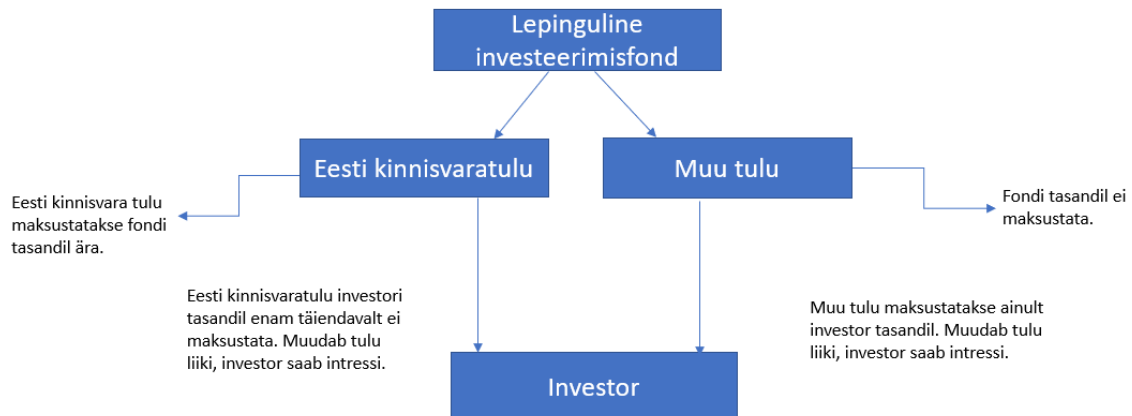 Lepinguline
investeerimisfond
Eesti kinnisvaratulu
Muu tulu
Eesti kinnisvara tulu
maksustatakse fondi
tasandil ära.
Fondi tasandil ei
maksustata.
Eesti kinnisvaratulu investori
tasandil enam täiendavalt ei
maksustata. Muudab tulu
liiki, investor saab intressi.
Muu tulu maksustatakse ainult
investor tasandil. Muudab tulu
liiki, investor saab intressi.
Investor